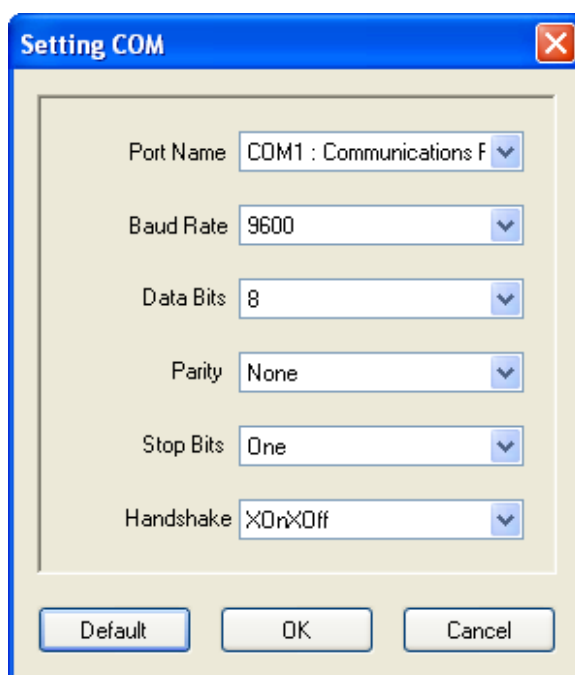 Setting COM
Port Name COM1 : Communications F
Baud Rate 9600
Data Bits 8
Parity None
Stop Bits One
Handshake XOnXOff
Default OK Cancel